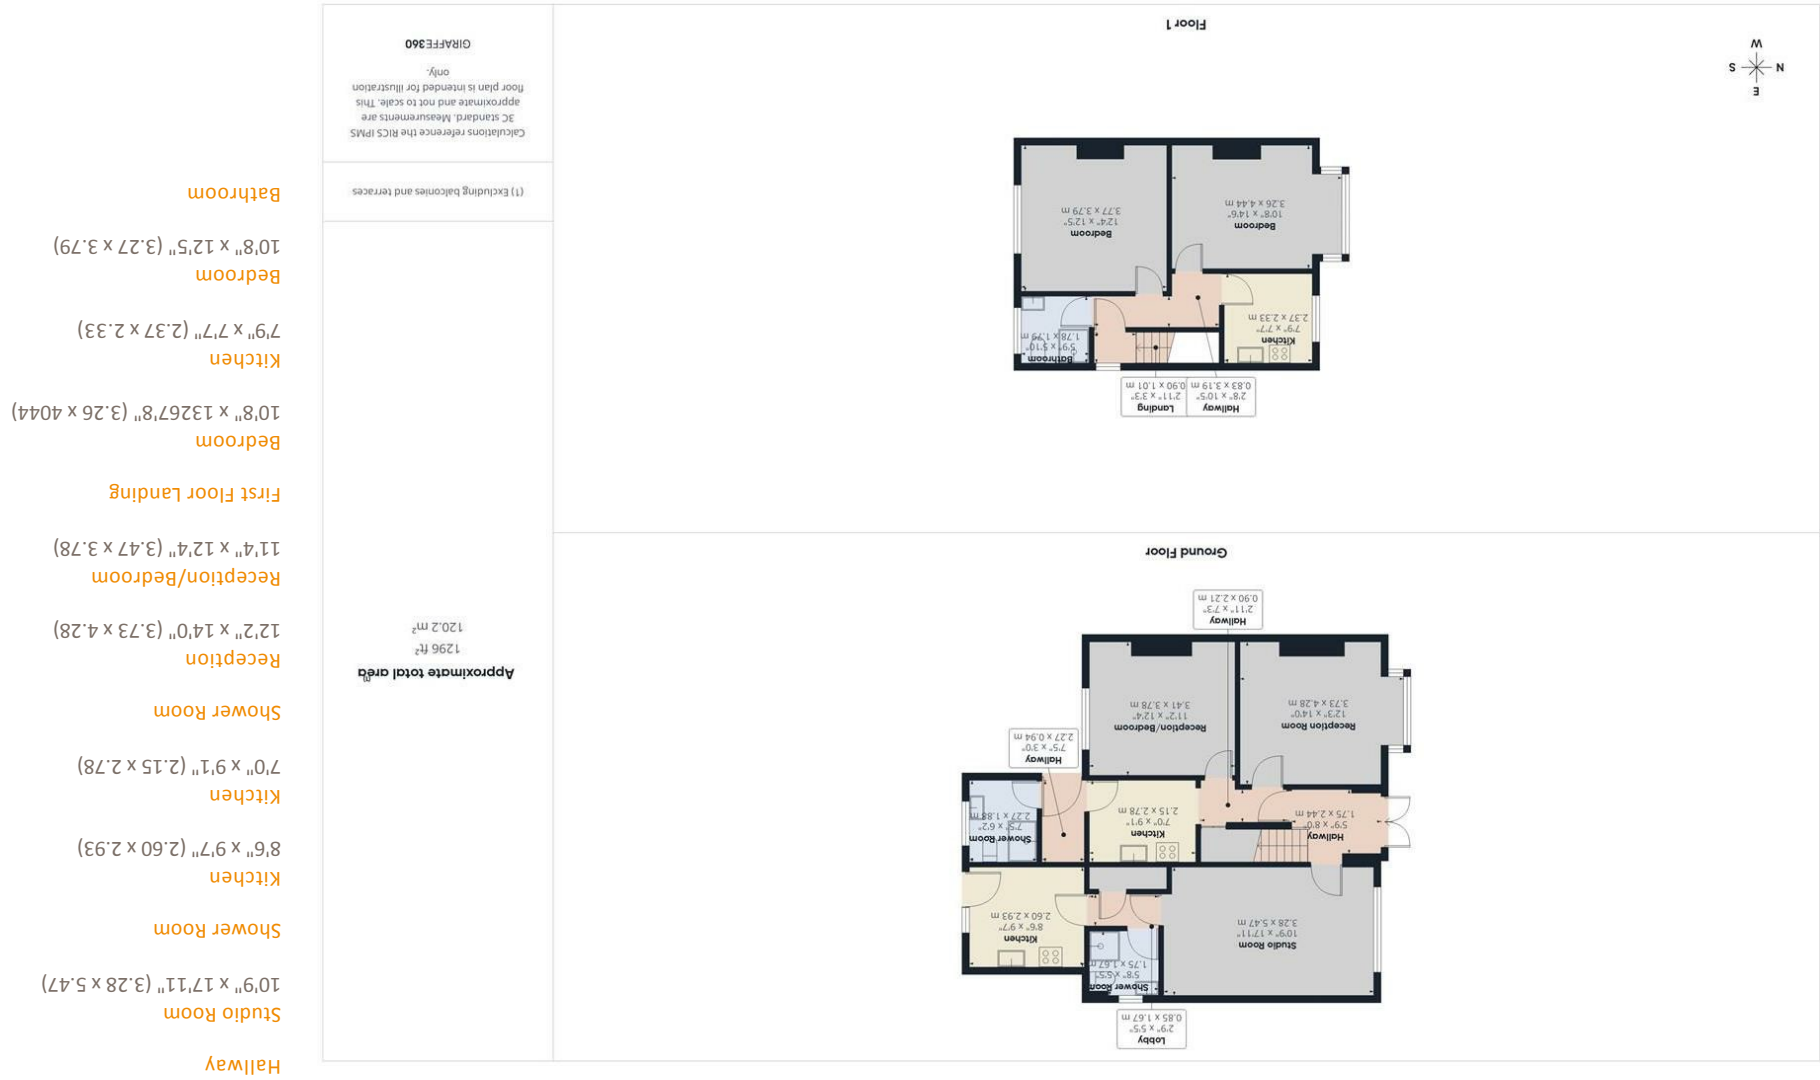 Hallway
Studio Room
10'9" x 17'11" (3.28 x 5.47)
Shower Room
Kitchen
8'6" x 9'7" (2.60 x 2.93)
Kitchen
7'0" x 9'1" (2.15 x 2.78)
Shower Room
Reception
12'2" x 14'0" (3.73 x 4.28)
Reception/Bedroom
11'4" x 12'4" (3.47 x 3.78)
First Floor Landing
Bedroom
10'8" x 13267'8" (3.26 x 4044)
Kitchen
7'9" x 7'7" (2.37 x 2.33)
Bedroom
10'8" x 12'5" (3.27 x 3.79)
Bathroom
Lobby
2'9" x 5'5"
0.85 x 1.67 m
Shower Room
5'8" x 5'5"
1.75 x 1.67 m
Studio Room
10'9" x 17'11"
3.28 x 5.47 m
Kitchen
8'6" x 9'7"
2.60 x 2.93 m
Hallway
5'9" x 8'0"
1.75 x 2.44 m
Kitchen
7'0" x 9'1"
2.15 x 2.78 m
Shower Room
7'5" x 6'2"
2.27 x 1.88 m
Hallway
7'5" x 3'0"
2.27 x 0.94 m
Reception Room
12'3" x 14'0"
3.73 x 4.28 m
Reception/Bedroom
11'2" x 12'4"
3.41 x 3.78 m
Hallway
2'11" x 7'3"
0.90 x 2.21 m
Ground Floor
Hallway
2'8" x 10'5"
0.83 x 3.19 m
Landing
2'11" x 3'3"
0.90 x 1.01 m
Kitchen
7'9" x 7'7"
2.37 x 2.33 m
Bathroom
5'9" x 5'10"
1.78 x 1.79 m
Bedroom
10'8" x 14'6"
3.26 x 4.44 m
Bedroom
12'4" x 12'5"
3.77 x 3.79 m
E
N
S
W
Floor 1
Approximate total area(1)
1296 ft²
120.2 m²
(1) Excluding balconies and terraces
Calculations reference the RICS IPMS
3C standard. Measurements are
approximate and not to scale. This
floor plan is intended for illustration
only.
GIRAFFE360